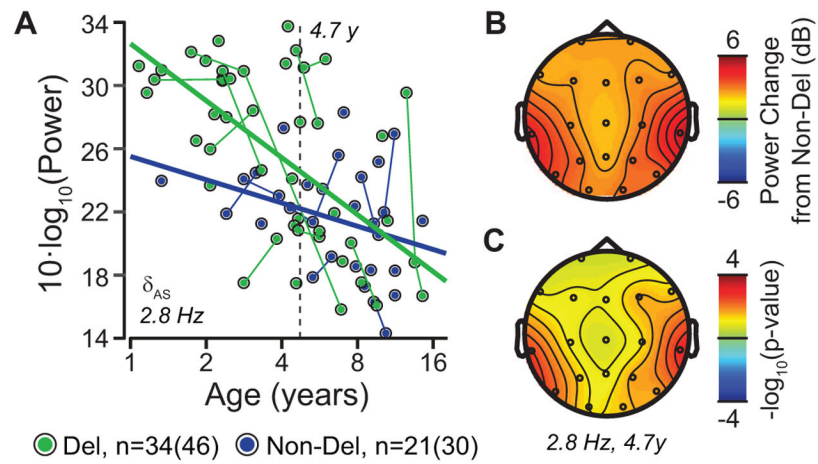 A
34
30
26
22
18
14
10·log10(Power)
4.7 y
δAS
2.8 Hz
1
2
4
8
16
Age (years)
Del, n=34(46)
Non-Del, n=21(30)
B
6
-6
Power Change
from Non-Del (dB)
C
4
-4
-log10(p-value)
2.8 Hz, 4.7y